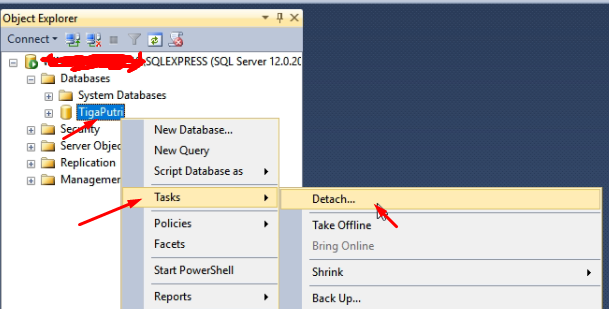 Object Explorer
Connect
\SQLEXPRESS (SQL Server 12.0.20
Databases
System Databases
TigaPutri
Security
Server Objec
Replication
Managemen
New Database...
New Query
Script Database as
Tasks
Policies
Facets
Start PowerShell
Reports
Detach...
Take Offline
Bring Online
Shrink
Back Up...